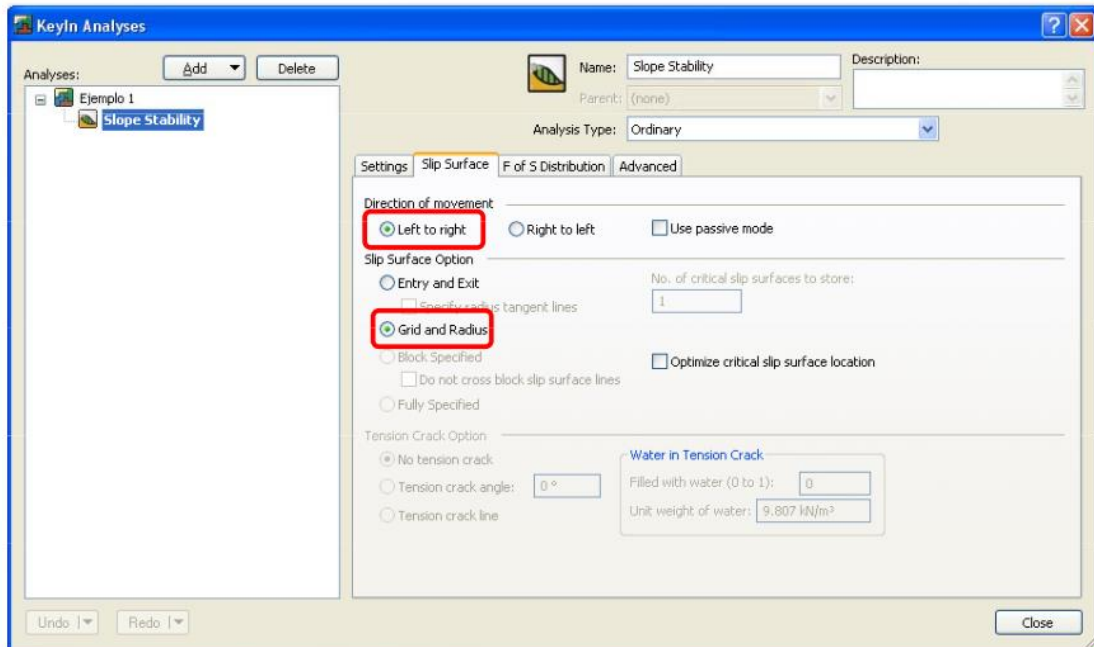 KeyIn Analyses
Analyses:
Add
Delete
Ejemplo 1
Slope Stability
Name: Slope Stability
Description:
Parent: (none)
Analysis Type: Ordinary
Settings Slip Surface F of S Distribution Advanced
Direction of movement
Left to right Right to left Use passive mode
Slip Surface Option
Entry and Exit
No. of critical slip surfaces to store:
Specify radius tangent lines
1
Grid and Radius
Block Specified
Optimize critical slip surface location
Do not cross block slip surface lines
Fully Specified
Tension Crack Option
No tension crack
Tension crack angle: 0 °
Tension crack line
Water in Tension Crack
Filled with water (0 to 1): 0
Unit weight of water: 9.807 kN/m³
Undo Redo
Close